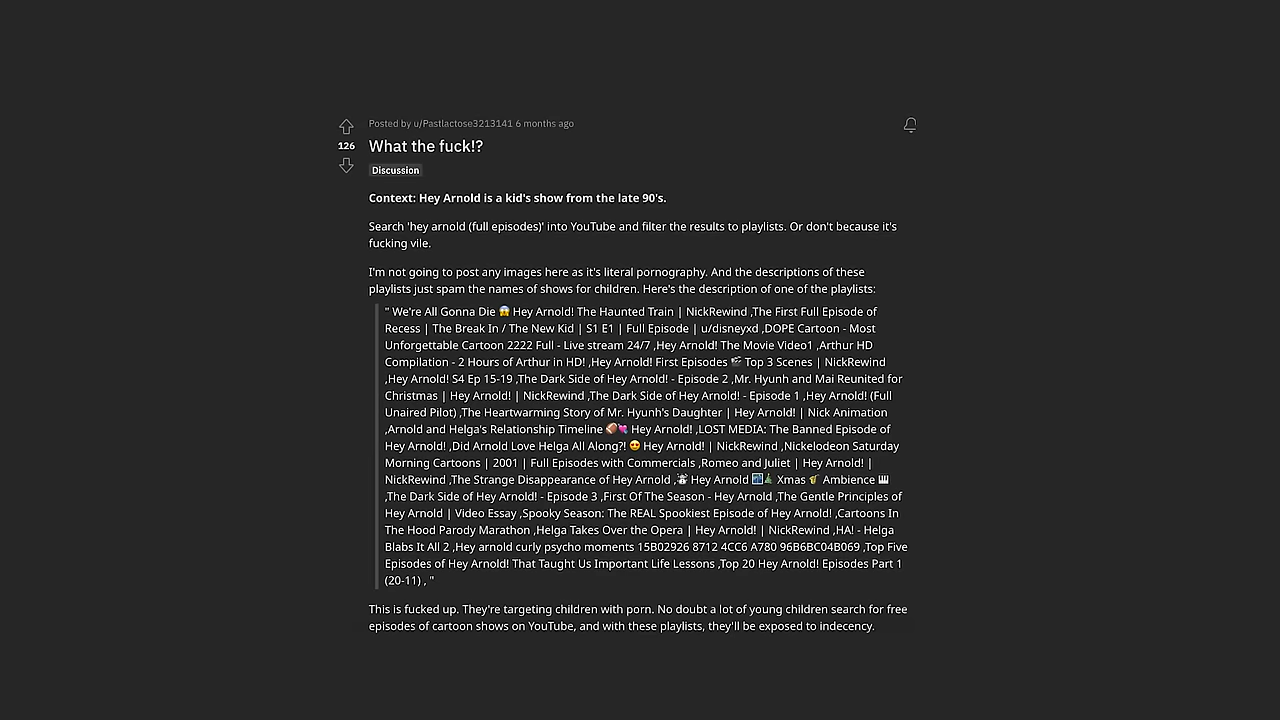 Posted by u/Pastlactose3213141 6 months ago
126
What the fuck!?
Discussion
Context: Hey Arnold is a kid's show from the late 90's.
Search 'hey arnold (full episodes)' into YouTube and filter the results to playlists. Or don't because it's
fucking vile.
I'm not going to post any images here as it's literal pornography. And the descriptions of these
playlists just spam the names of shows for children. Here's the description of one of the playlists:
" We're All Gonna Die 😱 Hey Arnold! The Haunted Train | NickRewind ,The First Full Episode of
Recess | The Break In / The New Kid | S1 E1 | Full Episode | u/disneyxd ,DOPE Cartoon - Most
Unforgettable Cartoon 2222 Full - Live stream 24/7 ,Hey Arnold! The Movie Video1 ,Arthur HD
Compilation - 2 Hours of Arthur in HD! ,Hey Arnold! First Episodes 🎬 Top 3 Scenes | NickRewind
,Hey Arnold! S4 Ep 15-19 ,The Dark Side of Hey Arnold! - Episode 2 ,Mr. Hyunh and Mai Reunited for
Christmas | Hey Arnold! | NickRewind ,The Dark Side of Hey Arnold! - Episode 1 ,Hey Arnold! (Full
Unaired Pilot) ,The Heartwarming Story of Mr. Hyunh's Daughter | Hey Arnold! | Nick Animation
,Arnold and Helga's Relationship Timeline 🏈💘 Hey Arnold! ,LOST MEDIA: The Banned Episode of
Hey Arnold! ,Did Arnold Love Helga All Along?! 😍 Hey Arnold! | NickRewind ,Nickelodeon Saturday
Morning Cartoons | 2001 | Full Episodes with Commercials ,Romeo and Juliet | Hey Arnold! |
NickRewind ,The Strange Disappearance of Hey Arnold ,☃️ Hey Arnold 🌃🎄 Xmas 🎷 Ambience 🎹
,The Dark Side of Hey Arnold! - Episode 3 ,First Of The Season - Hey Arnold ,The Gentle Principles of
Hey Arnold | Video Essay ,Spooky Season: The REAL Spookiest Episode of Hey Arnold! ,Cartoons In
The Hood Parody Marathon ,Helga Takes Over the Opera | Hey Arnold! | NickRewind ,HA! - Helga
Blabs It All 2 ,Hey arnold curly psycho moments 15B02926 8712 4CC6 A780 96B6BC04B069 ,Top Five
Episodes of Hey Arnold! That Taught Us Important Life Lessons ,Top 20 Hey Arnold! Episodes Part 1
(20-11) , "
This is fucked up. They're targeting children with porn. No doubt a lot of young children search for free
episodes of cartoon shows on YouTube, and with these playlists, they'll be exposed to indecency.